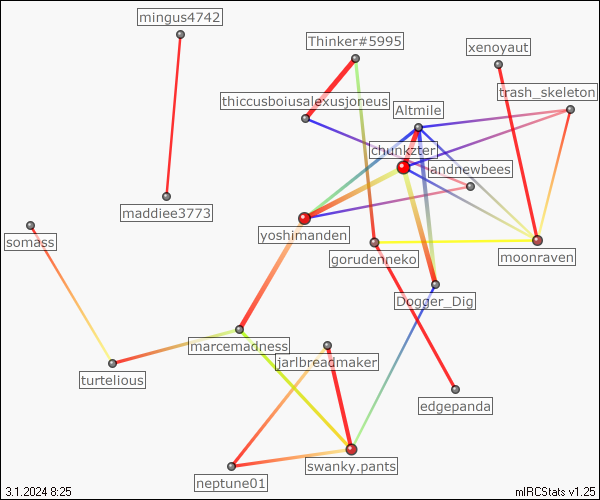 mingus4742
Thinker#5995
xenoyaut
trash_skeleton
thiccusboiusalexusjoneus
Altmile
chunkzter
landnewbees
maddiee3773
somass
yoshimanden
gorudenneko
moonraven
Dogger_Dig
marcemadness
jarlbreadmaker
turtelious
edgepanda
swanky.pants
neptune01
3.1.2024 8:25
mIRCStats v1.25